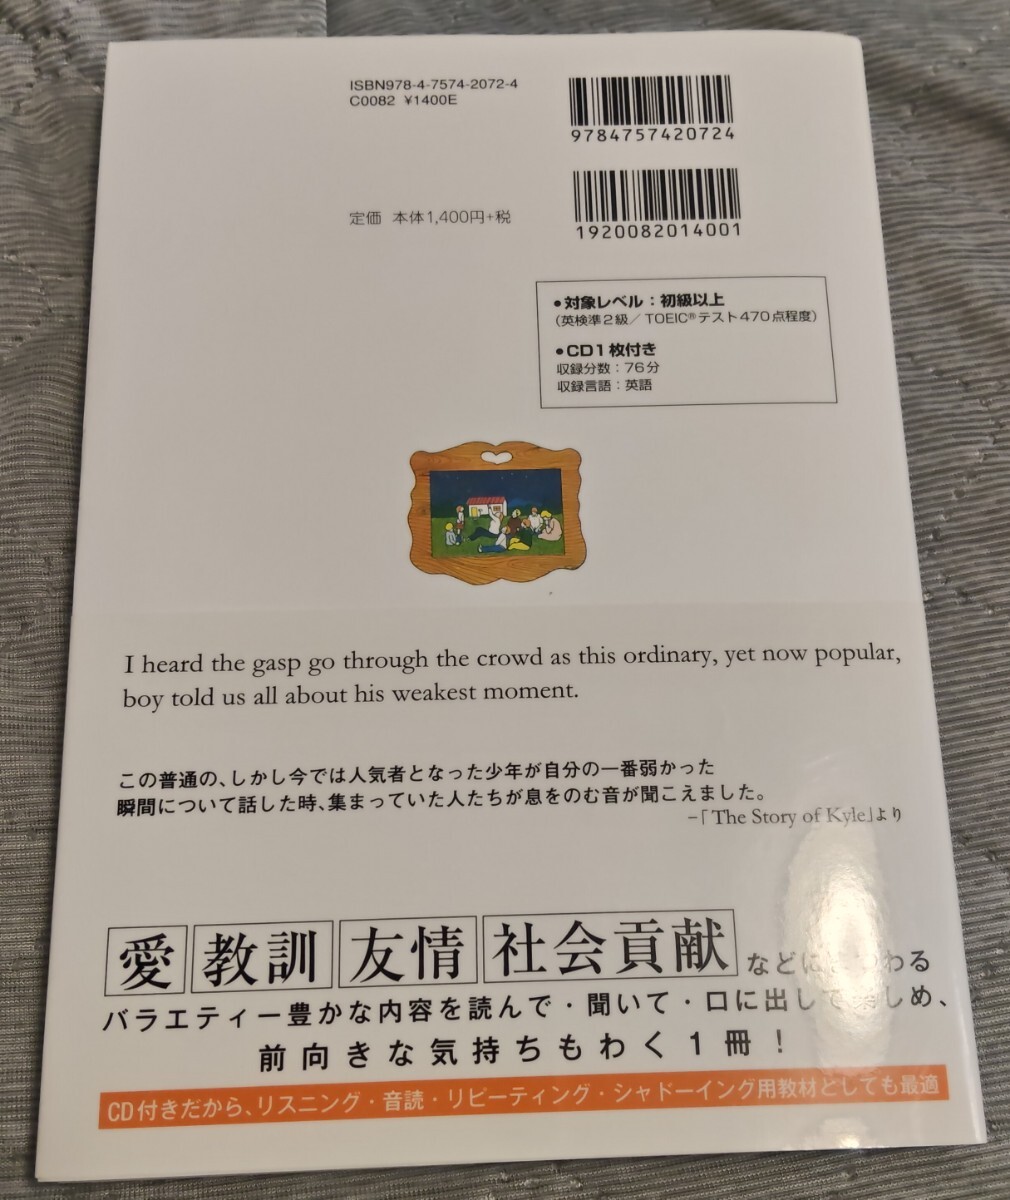 ISBN978-4-7574-2072-4
C0082 ¥1400E
9784757420724
定価 本体1,400円+税
1920082014001
●対象レベル：初級以上
（英検準2級／TOEIC®テスト470点程度）
●CD1枚付き
収録分数：76分
収録言語：英語
I heard the gasp go through the crowd as this ordinary, yet now popular,
boy told us all about his weakest moment.
この普通の、しかし今では人気者となった少年が自分の一番弱かった
瞬間について話した時、集まっていた人たちが息をのむ音が聞こえました。
−「The Story of Kyle」より
愛 教訓 友情 社会貢献 などにまつわる
バラエティー豊かな内容を読んで・聞いて・口に出して楽しめ、
前向きな気持ちもわく1冊！
CD付きだから、リスニング・音読・リピーティング・シャドーイング用教材としても最適